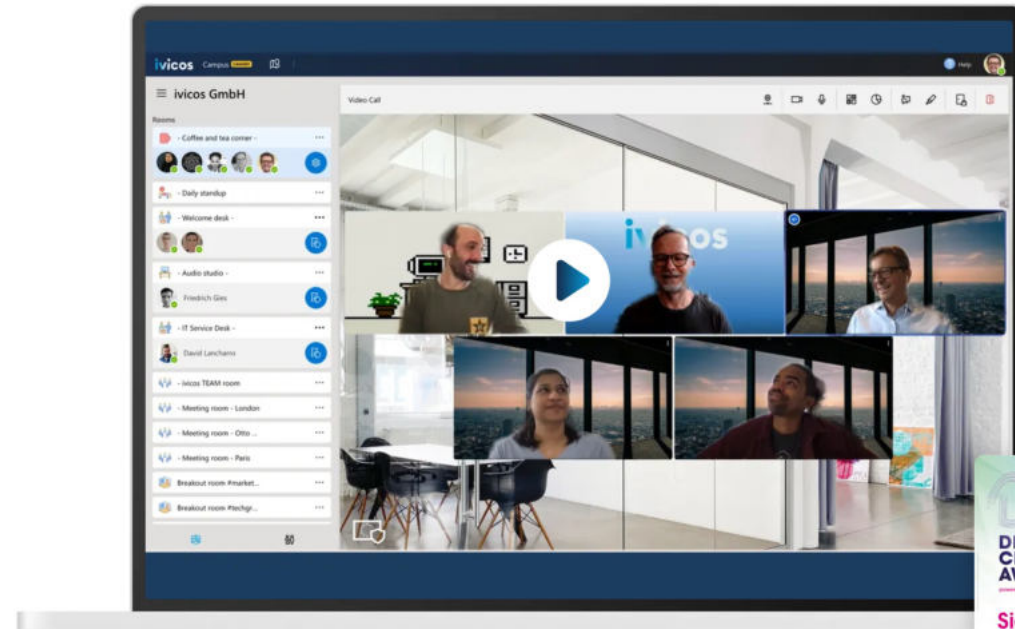 ivicos Campus
Help
ivicos GmbH
Rooms
- Coffee and tea corner -
- Daily standup
- Welcome desk -
- Audio studio -
Friedrich Gies
- IT Service Desk -
David Lanchares
- ivicos TEAM room
- Meeting room - London
- Meeting room - Otto ...
- Meeting room - Paris
Breakout room #market...
Breakout room #techgr...
Video Call